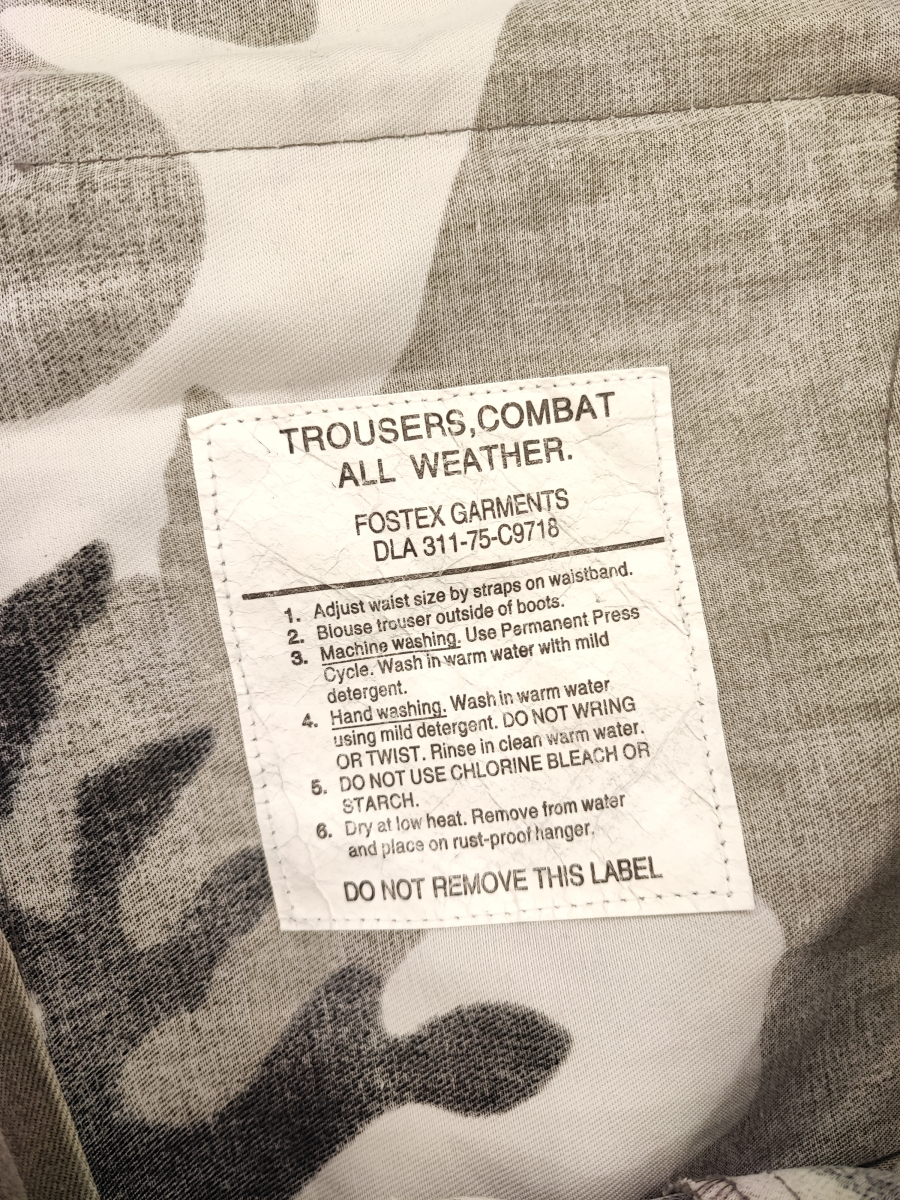 TROUSERS,COMBAT
ALL WEATHER.
FOSTEX GARMENTS
DLA 311-75-C9718
1. Adjust waist size by straps on waistband.
2. Blouse trouser outside of boots.
3. Machine washing. Use Permanent Press
Cycle. Wash in warm water with mild
detergent.
4. Hand washing. Wash in warm water
using mild detergent. DO NOT WRING
OR TWIST. Rinse in clean warm water.
5. DO NOT USE CHLORINE BLEACH OR
STARCH.
6. Dry at low heat. Remove from water
and place on rust-proof hanger.
DO NOT REMOVE THIS LABEL